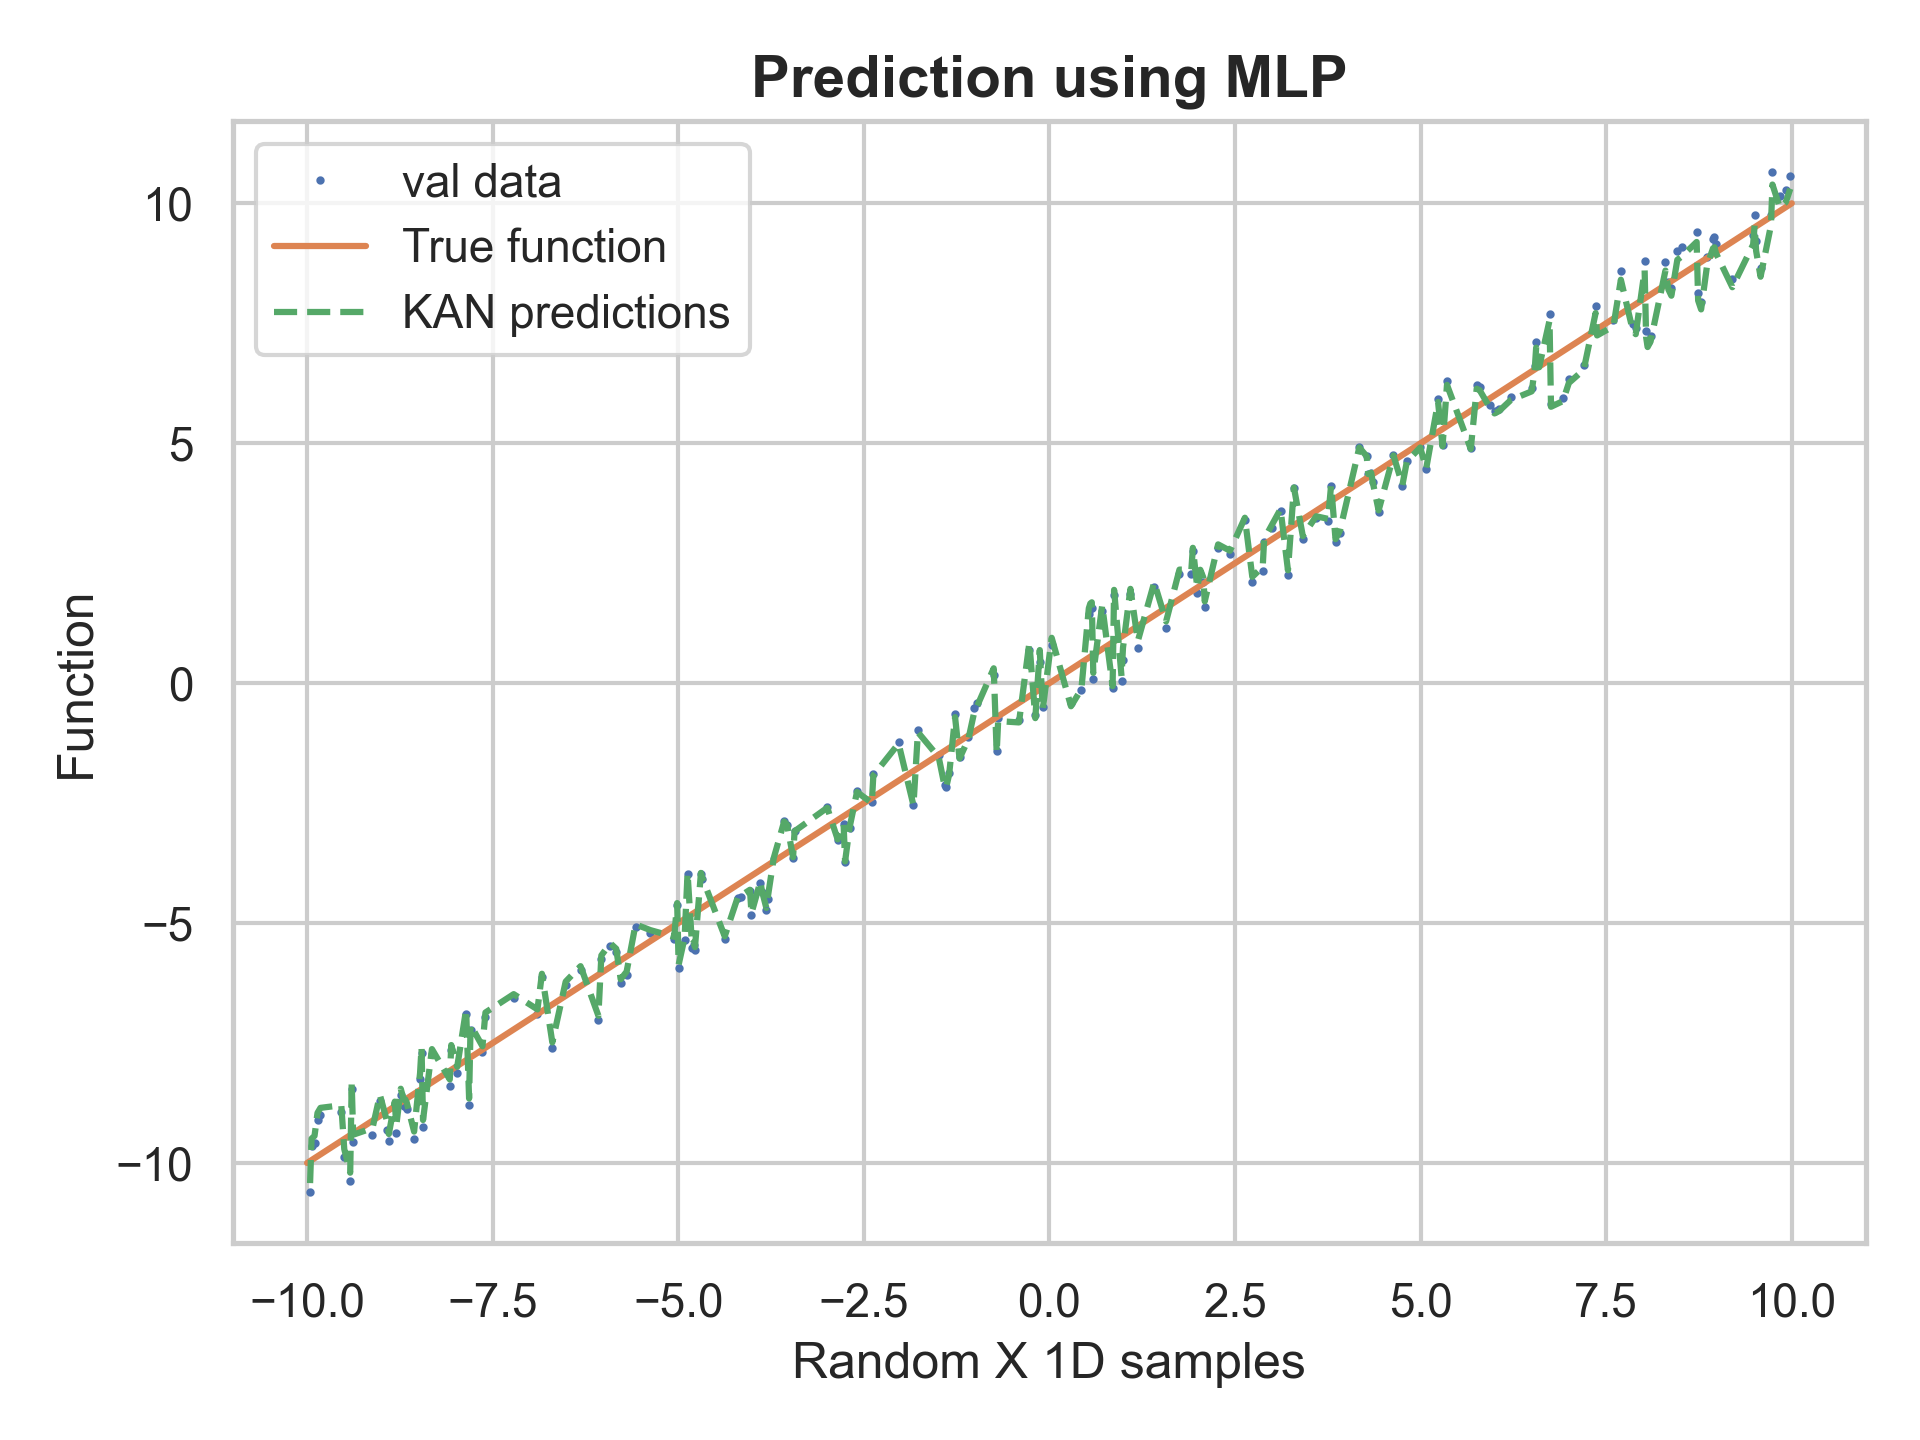 Prediction using MLP
val data
True function
KAN predictions
10
5
0
−5
−10
Function
−10.0 −7.5 −5.0 −2.5 0.0 2.5 5.0 7.5 10.0
Random X 1D samples